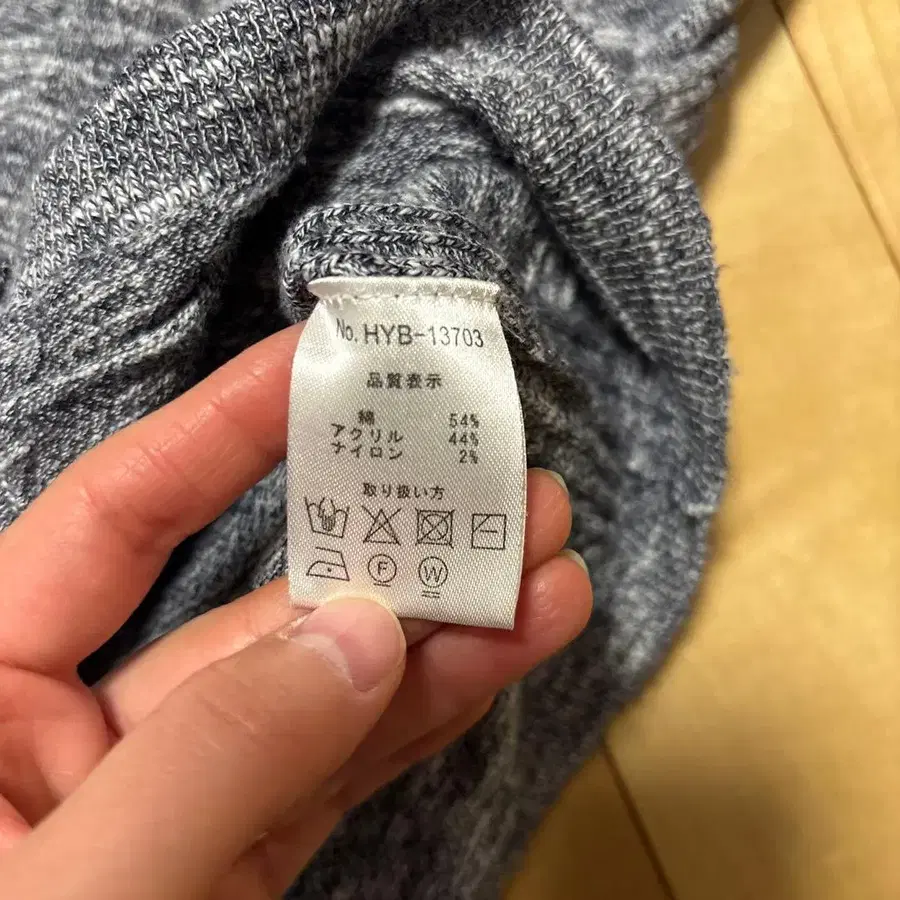 No. HYB-13703
品質表示
綿 54%
アクリル 44%
ナイロン 2%
取り扱い方
F W